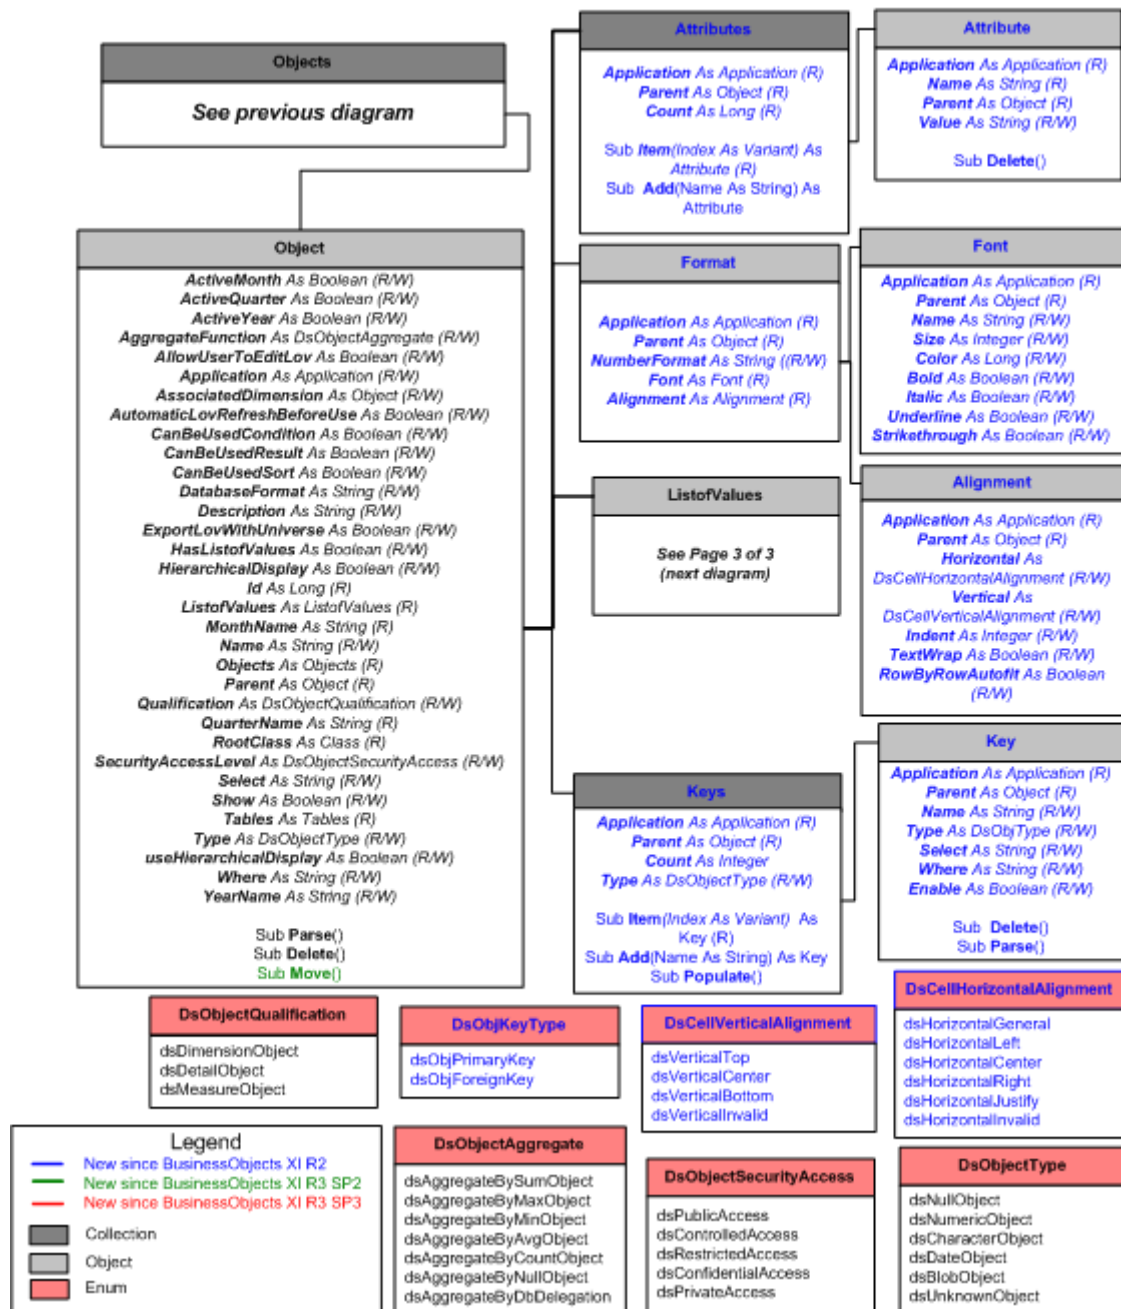 Objects
See previous diagram
Object
ActiveMonth As Boolean (R/W)
ActiveQuarter As Boolean (R/W)
ActiveYear As Boolean (R/W)
AggregateFunction As DsObjectAggregate (R/W)
AllowUserToEditLov As Boolean (R/W)
Application As Application (R/W)
AssociatedDimension As Object (R/W)
AutomaticLovRefreshBeforeUse As Boolean (R/W)
CanBeUsedCondition As Boolean (R/W)
CanBeUsedResult As Boolean (R/W)
CanBeUsedSort As Boolean (R/W)
DatabaseFormat As String (R/W)
Description As String (R/W)
ExportLovWithUniverse As Boolean (R/W)
HasListofValues As Boolean (R/W)
HierarchicalDisplay As Boolean (R/W)
Id As Long (R)
ListofValues As ListofValues (R)
MonthName As String (R)
Name As String (R/W)
Objects As Objects (R)
Parent As Object (R)
Qualification As DsObjectQualification (R/W)
QuarterName As String (R)
RootClass As Class (R)
SecurityAccessLevel As DsObjectSecurityAccess (R/W)
Select As String (R/W)
Show As Boolean (R/W)
Tables As Tables (R)
Type As DsObjectType (R/W)
useHierarchicalDisplay As Boolean (R/W)
Where As String (R/W)
YearName As String (R/W)
Sub Parse()
Sub Delete()
Sub Move()
Attributes
Application As Application (R)
Parent As Object (R)
Count As Long (R)
Sub Item(Index As Variant) As
Attribute (R)
Sub Add(Name As String) As
Attribute
Attribute
Application As Application (R)
Name As String (R)
Parent As Object (R)
Value As String (R/W)
Sub Delete()
Format
Application As Application (R)
Parent As Object (R)
NumberFormat As String ((R/W)
Font As Font (R)
Alignment As Alignment (R)
Font
Application As Application (R)
Parent As Object (R)
Name As String (R/W)
Size As Integer (R/W)
Color As Long (R/W)
Bold As Boolean (R/W)
Italic As Boolean (R/W)
Underline As Boolean (R/W)
Strikethrough As Boolean (R/W)
ListofValues
See Page 3 of 3
(next diagram)
Alignment
Application As Application (R)
Parent As Object (R)
Horizontal As
DsCellHorizontalAlignment (R/W)
Vertical As
DsCellVerticalAlignment (R/W)
Indent As Integer (R/W)
TextWrap As Boolean (R/W)
RowByRowAutofit As Boolean
(R/W)
Keys
Application As Application (R)
Parent As Object (R)
Count As Integer
Type As DsObjectType (R/W)
Sub Item(Index As Variant) As
Key (R)
Sub Add(Name As String) As Key
Sub Populate()
Key
Application As Application (R)
Parent As Object (R)
Name As String (R/W)
Type As DsObjType (R/W)
Select As String (R/W)
Where As String (R/W)
Enable As Boolean (R/W)
Sub Delete()
Sub Parse()
DsObjectQualification
dsDimensionObject
dsDetailObject
dsMeasureObject
DsObjKeyType
dsObjPrimaryKey
dsObjForeignKey
DsCellVerticalAlignment
dsVerticalTop
dsVerticalCenter
dsVerticalBottom
dsVerticalInvalid
DsCellHorizontalAlignment
dsHorizontalGeneral
dsHorizontalLeft
dsHorizontalCenter
dsHorizontalRight
dsHorizontalJustify
dsHorizontalInvalid
Legend
New since BusinessObjects XI R2
New since BusinessObjects XI R3 SP2
New since BusinessObjects XI R3 SP3
Collection
Object
Enum
DsObjectAggregate
dsAggregateBySumObject
dsAggregateByMaxObject
dsAggregateByMinObject
dsAggregateByAvgObject
dsAggregateByCountObject
dsAggregateByNullObject
dsAggregateByDbDelegation
DsObjectSecurityAccess
dsPublicAccess
dsControlledAccess
dsRestrictedAccess
dsConfidentialAccess
dsPrivateAccess
DsObjectType
dsNullObject
dsNumericObject
dsCharacterObject
dsDateObject
dsBlobObject
dsUnknownObject